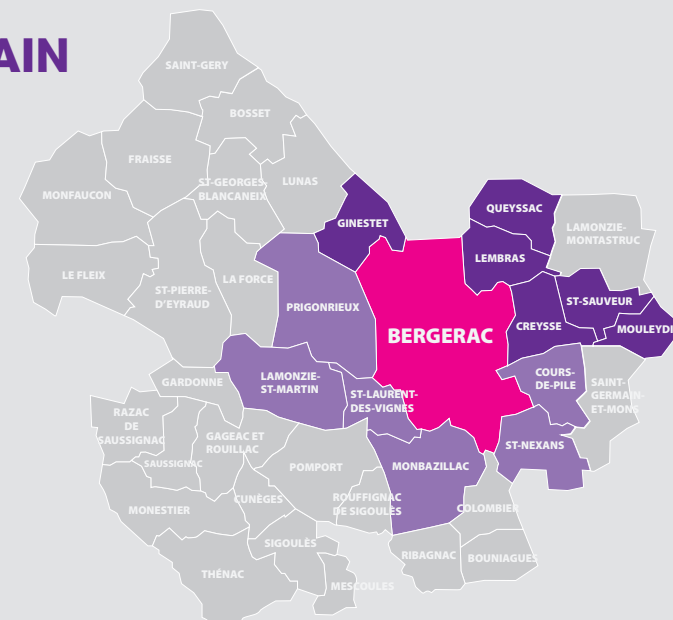 AIN
SAINT-GERY
BOSSET
FRAISSE
ST-GEORGES-
BLANCANEIX
LUNAS
MONFAUCON
GINESTET
QUEYSSAC
LAMONZIE-
MONTASTRUC
LE FLEIX
ST-PIERRE-
D'EYRAUD
LA FORCE
LEMBRAS
PRIGONRIEUX
BERGERAC
CREYSSE
ST-SAUVEUR
MOULEYDI
GARDONNE
LAMONZIE-
ST-MARTIN
ST-LAURENT-
DES-VIGNES
COURS-
DE-PILE
SAINT-
GERMAIN-
ET-MONS
RAZAC
DE
SAUSSIGNAC
GAGEAC ET
ROUILLAC
SAUSSIGNAC
POMPORT
MONBAZILLAC
ST-NEXANS
MONESTIER
CUNÈGES
ROUFFIGNAC
DE SIGOULÈS
COLOMBIER
SIGOULÈS
RIBAGNAC
BOUNIAGUES
THÉNAC
MESCOULES